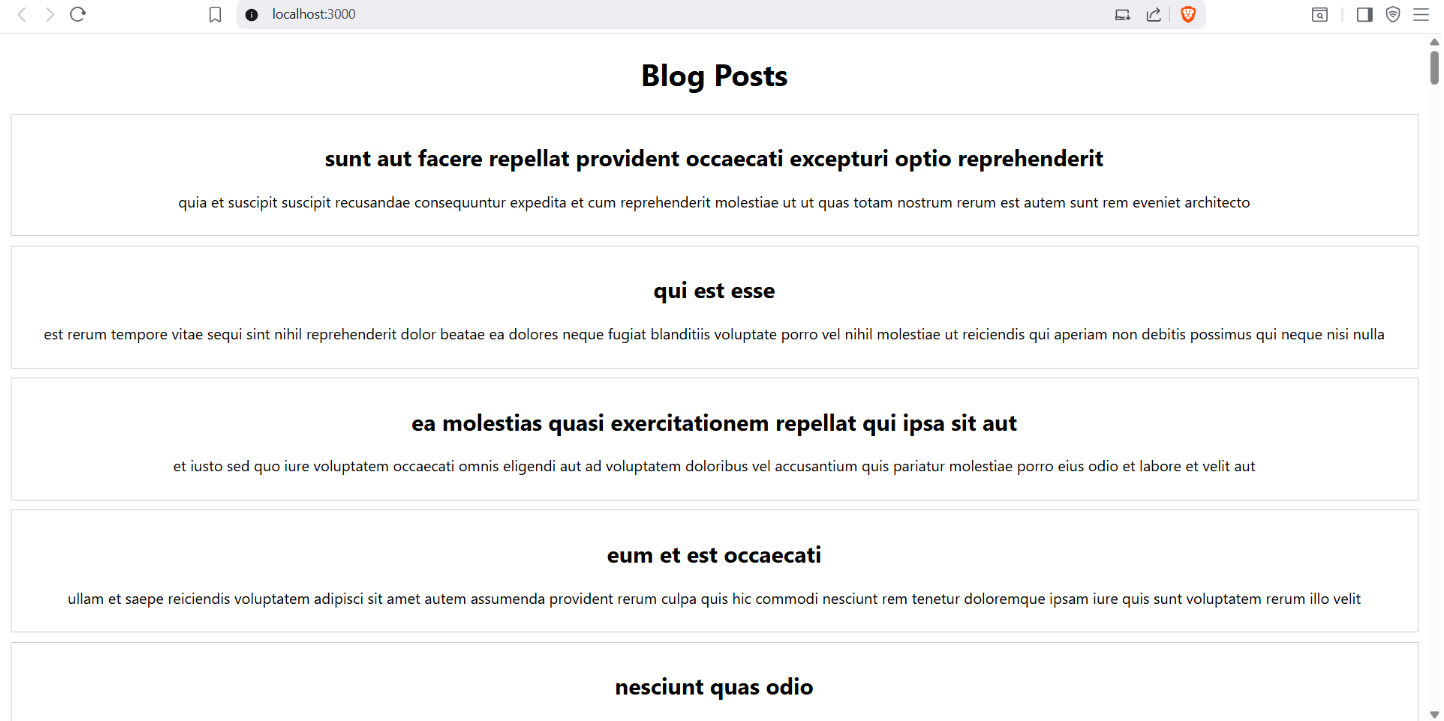 localhost:3000
Blog Posts
sunt aut facere repellat provident occaecati excepturi optio reprehenderit
quia et suscipit suscipit recusandae consequuntur expedita et cum reprehenderit molestiae ut ut quas totam nostrum rerum est autem sunt rem eveniet architecto
qui est esse
est rerum tempore vitae sequi sint nihil reprehenderit dolor beatae ea dolores neque fugiat blanditiis voluptate porro vel nihil molestiae ut reiciendis qui aperiam non debitis possimus qui neque nisi nulla
ea molestias quasi exercitationem repellat qui ipsa sit aut
et iusto sed quo iure voluptatem occaecati omnis eligendi aut ad voluptatem doloribus vel accusantium quis pariatur molestiae porro eius odio et labore et velit aut
eum et est occaecati
ullam et saepe reiciendis voluptatem adipisci sit amet autem assumenda provident rerum culpa quis hic commodi nesciunt rem tenetur doloremque ipsam iure quis sunt voluptatem rerum illo velit
nesciunt quas odio